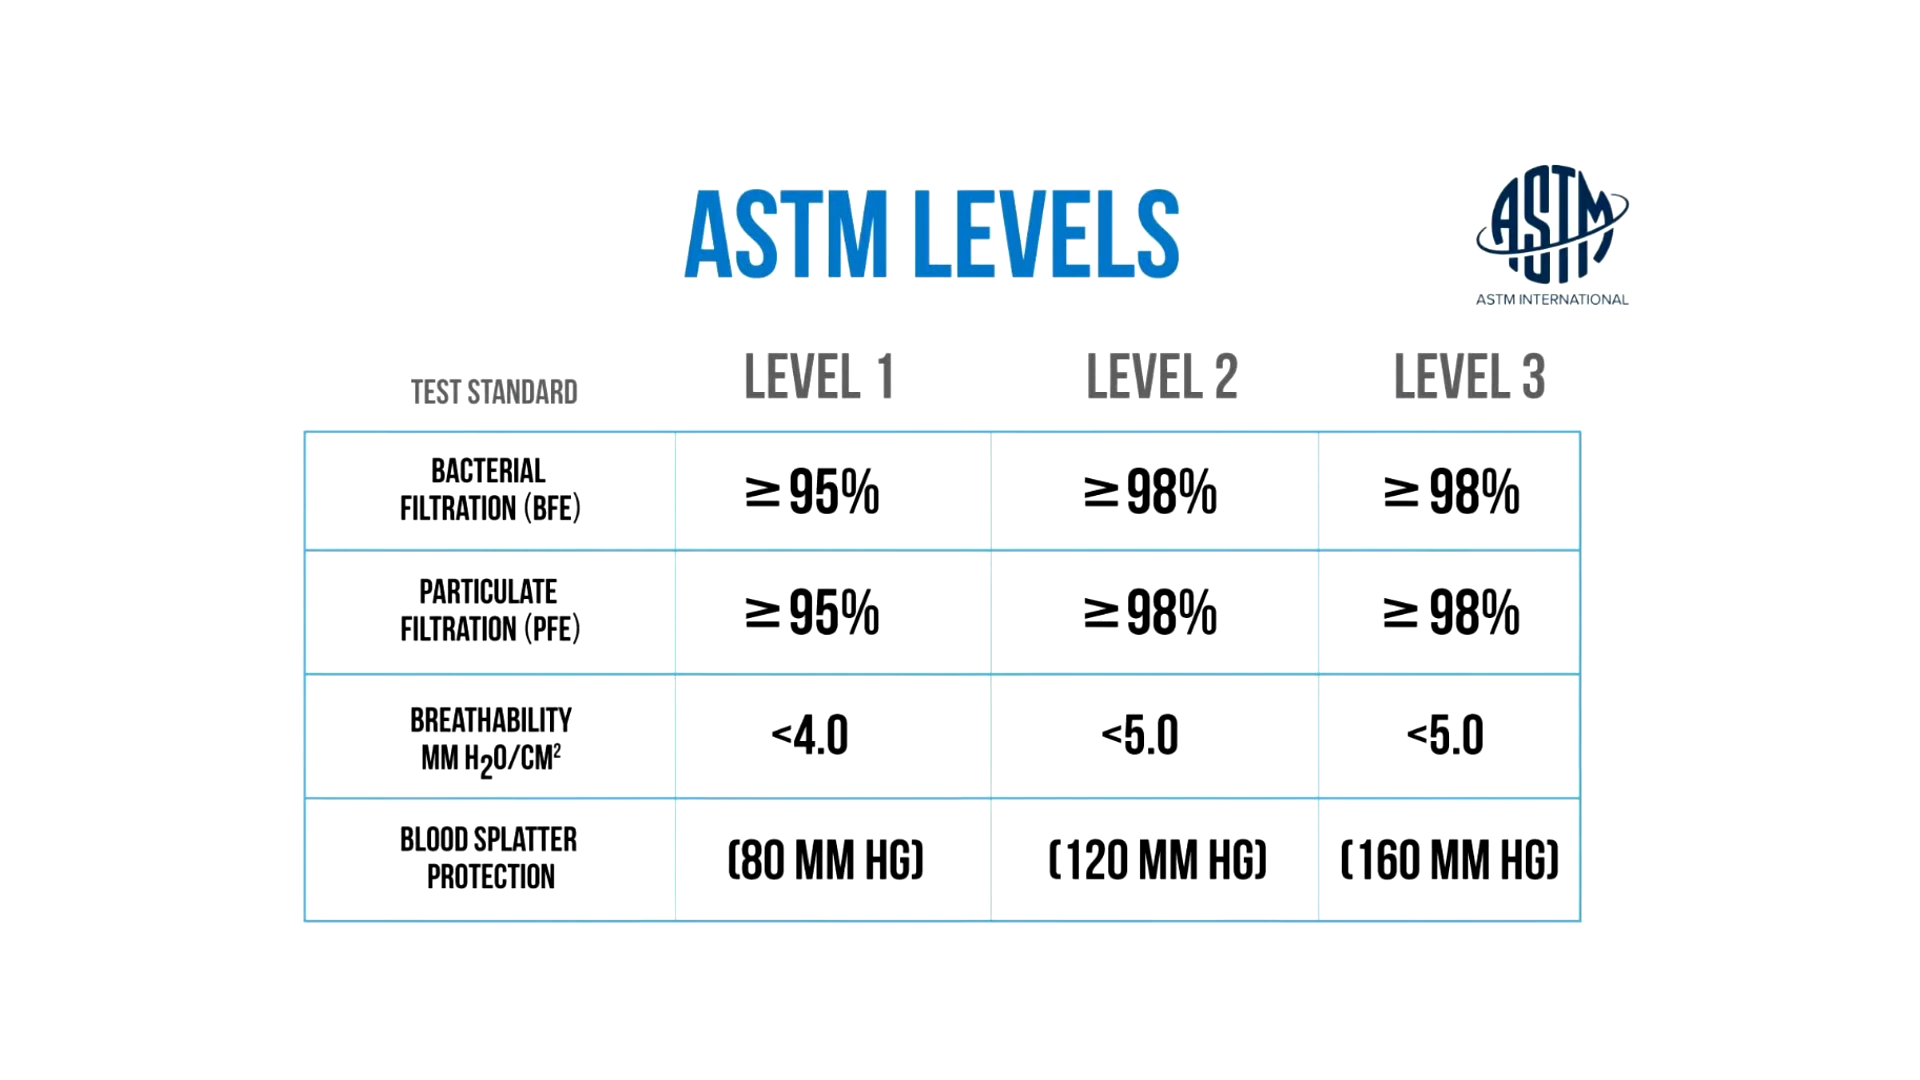 ASTM LEVELS
ASTM
ASTM INTERNATIONAL
TEST STANDARD LEVEL 1 LEVEL 2 LEVEL 3
BACTERIAL
FILTRATION (BFE)
≥ 95% ≥ 98% ≥ 98%
PARTICULATE
FILTRATION (PFE)
≥ 95% ≥ 98% ≥ 98%
BREATHABILITY
MM H₂O/CM²
<4.0 <5.0 <5.0
BLOOD SPLATTER
PROTECTION
(80 MM HG) (120 MM HG) (160 MM HG)